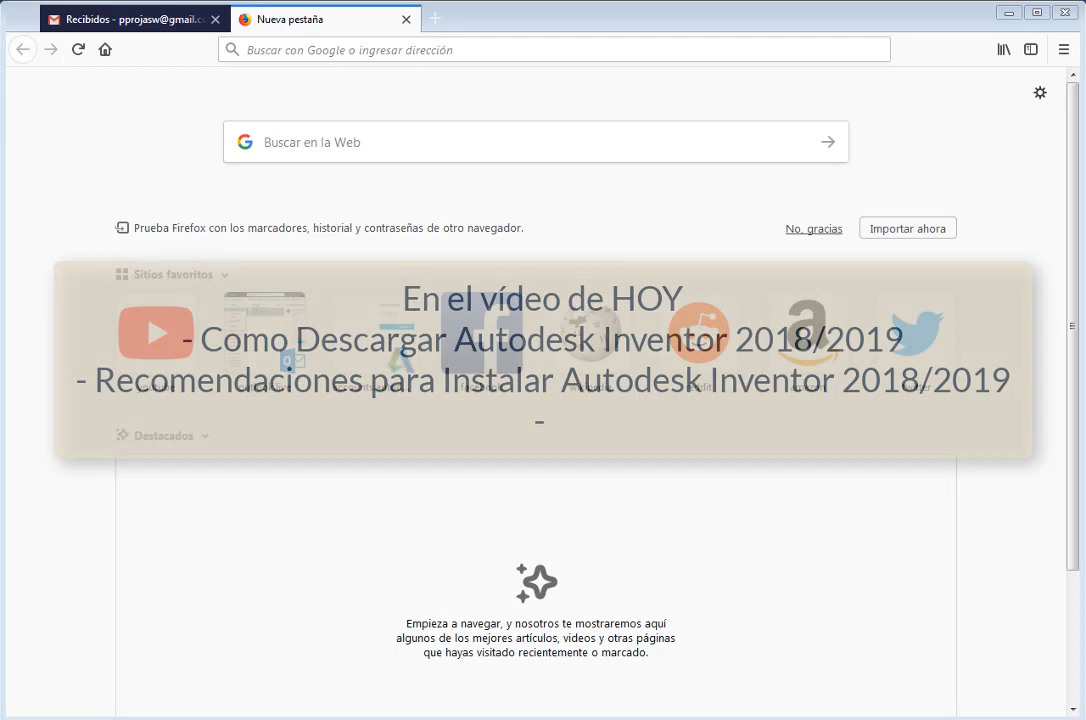 Recibidos - pprojasw@gmail.c
Nueva pestaña
Buscar con Google o ingresar dirección
Buscar en la Web
Prueba Firefox con los marcadores, historial y contraseñas de otro navegador.
No, gracias
Importar ahora
Sitios favoritos
En el vídeo de HOY
- Como Descargar Autodesk Inventor 2018/2019
- Recomendaciones para Instalar Autodesk Inventor 2018/2019
-
Destacados
Empieza a navegar, y nosotros te mostraremos aquí
algunos de los mejores artículos, videos y otras páginas
que hayas visitado recientemente o marcado.